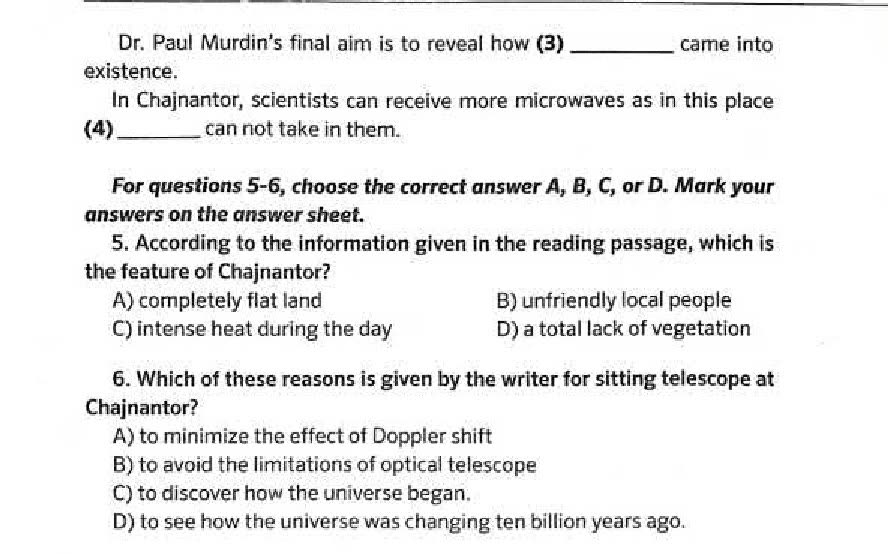 Dr. Paul Murdin's final aim is to reveal how (3) __________ came into
existence.
In Chajnantor, scientists can receive more microwaves as in this place
(4) ________ can not take in them.
For questions 5-6, choose the correct answer A, B, C, or D. Mark your
answers on the answer sheet.
5. According to the information given in the reading passage, which is
the feature of Chajnantor?
A) completely flat land B) unfriendly local people
C) intense heat during the day D) a total lack of vegetation
6. Which of these reasons is given by the writer for sitting telescope at
Chajnantor?
A) to minimize the effect of Doppler shift
B) to avoid the limitations of optical telescope
C) to discover how the universe began.
D) to see how the universe was changing ten billion years ago.